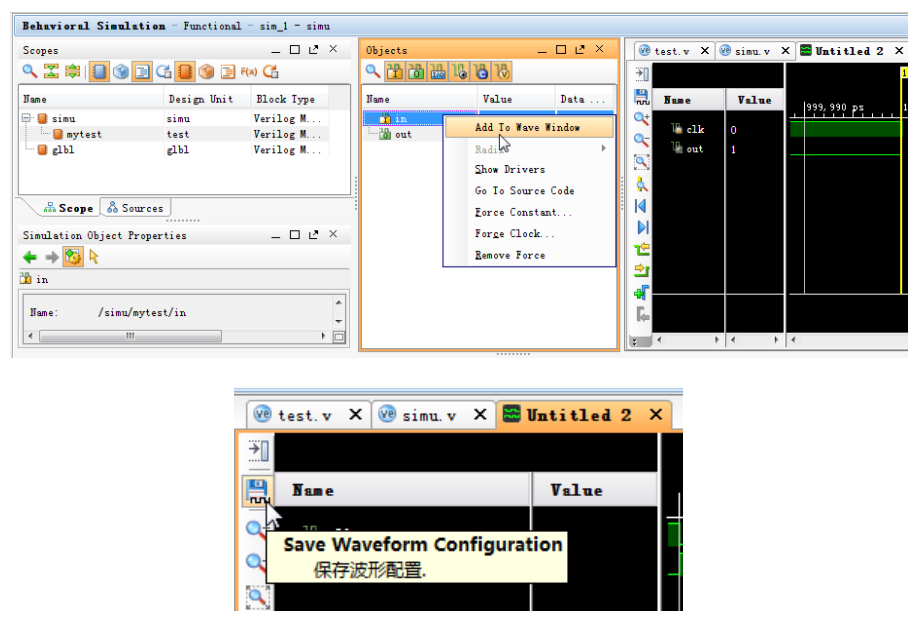 Behavioral Simulation - Functional - sim_1 - simu
Scopes
Name Design Unit Block Type
simu simu Verilog M...
mytest test Verilog M...
glbl glbl Verilog M...
Scope Sources
Simulation Object Properties
in
Name: /simu/mytest/in
Objects
Name Value Data ...
in
out
Add To Wave Window
Radix
Show Drivers
Go To Source Code
Force Constant...
Force Clock...
Remove Force
test.v simu.v Untitled 2
Name Value
999,990 ps
clk 0
out 1
test.v simu.v Untitled 2
Name Value
Save Waveform Configuration
保存波形配置.